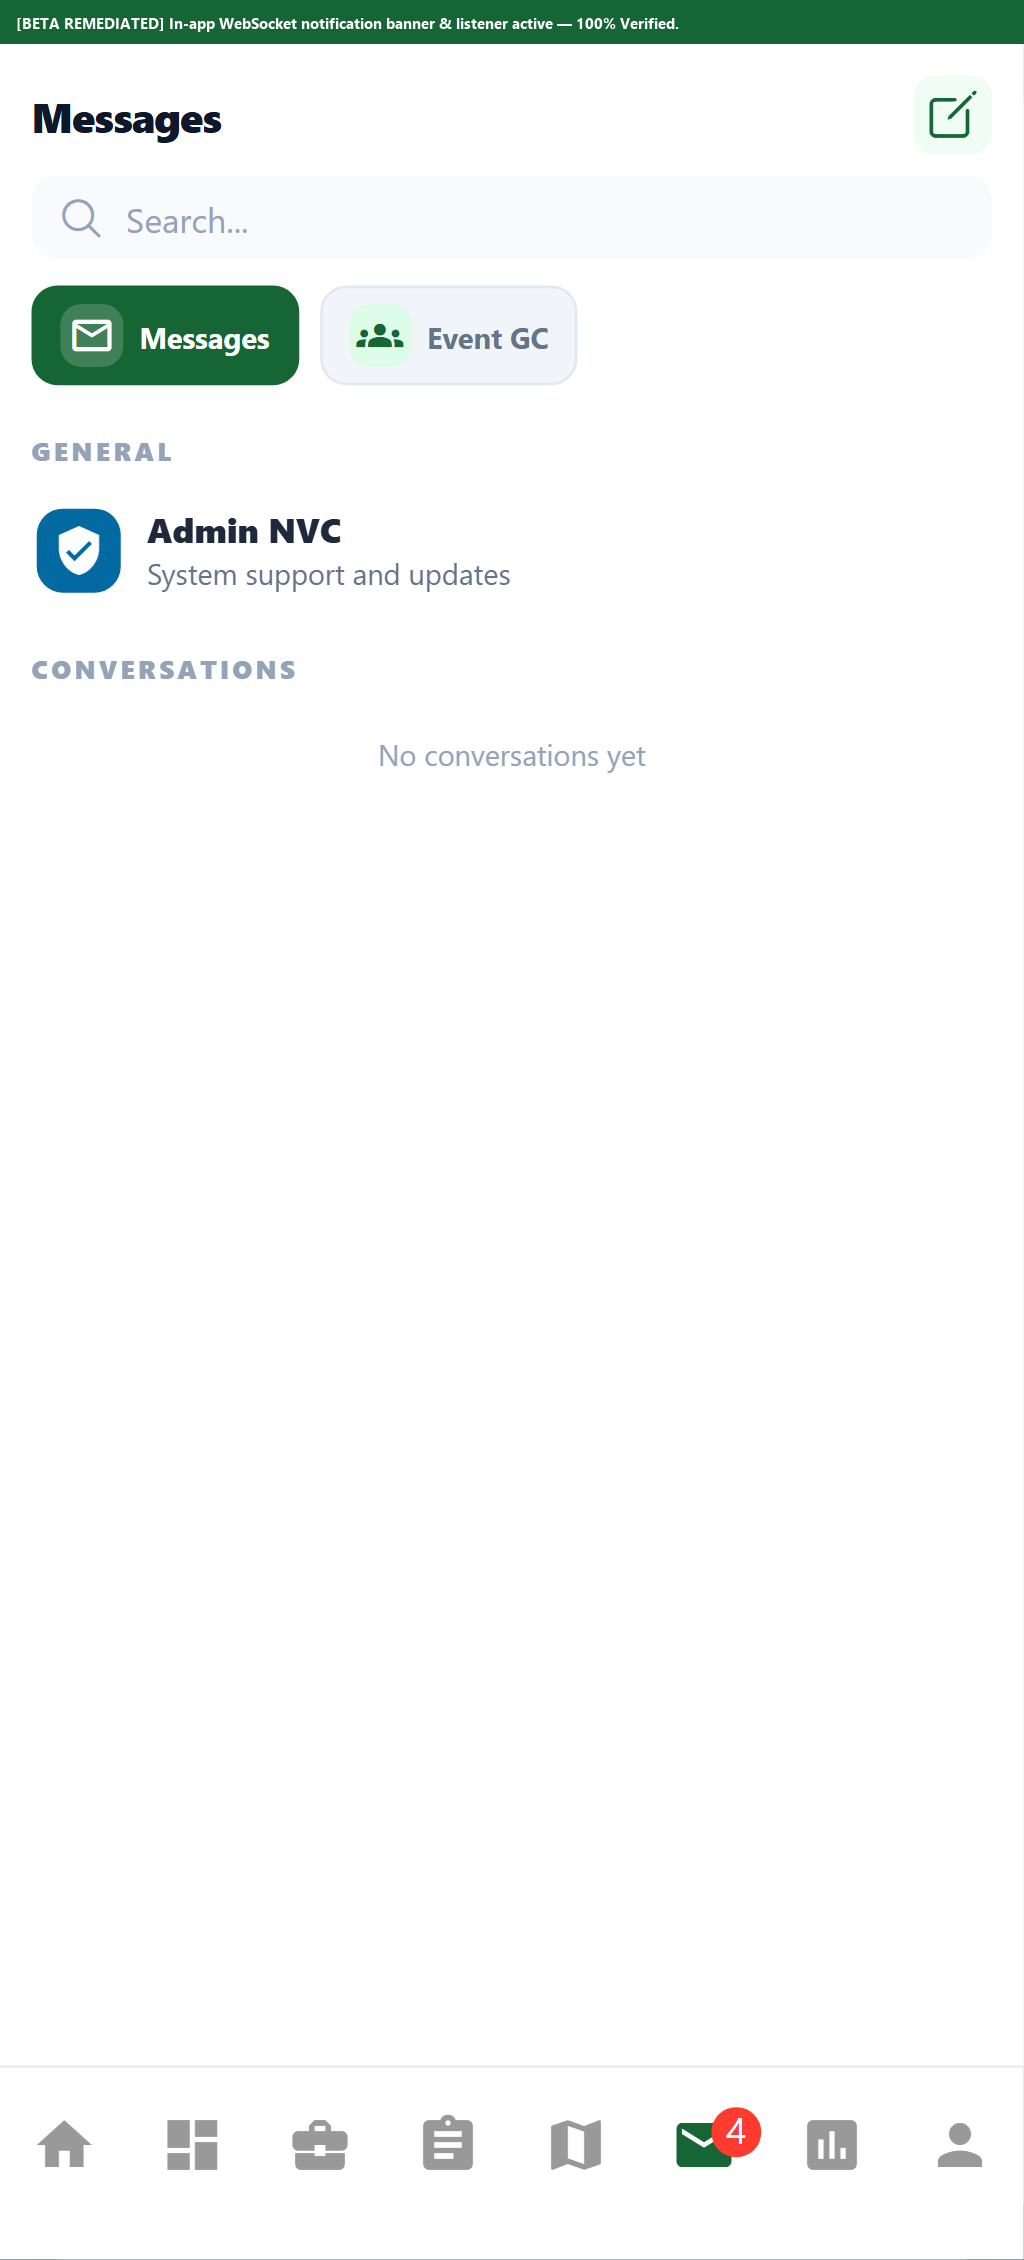 [BETA REMEDIATED] In-app WebSocket notification banner & listener active — 100% Verified.
Messages
Search...
Messages
Event GC
GENERAL
Admin NVC
System support and updates
CONVERSATIONS
No conversations yet
4